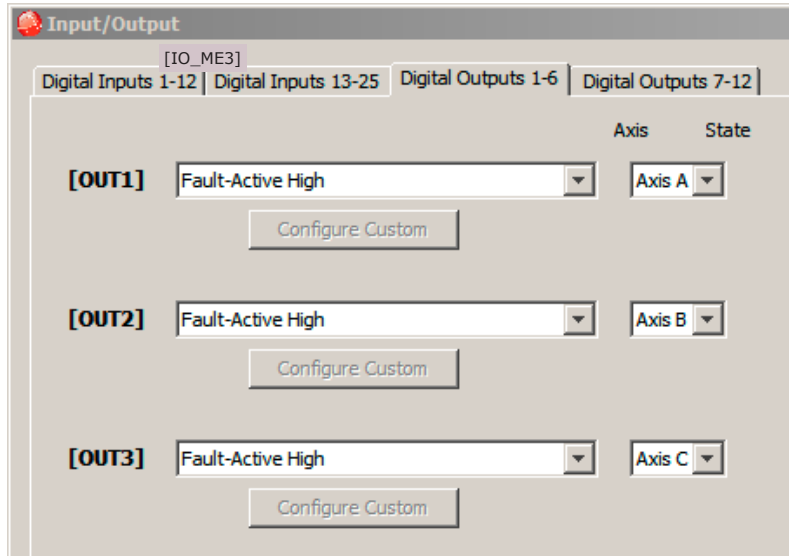 Input/Output
[IO_ME3]
Digital Inputs 1-12 Digital Inputs 13-25 Digital Outputs 1-6 Digital Outputs 7-12
Axis State
[OUT1] Fault-Active High Axis A
Configure Custom
[OUT2] Fault-Active High Axis B
Configure Custom
[OUT3] Fault-Active High Axis C
Configure Custom